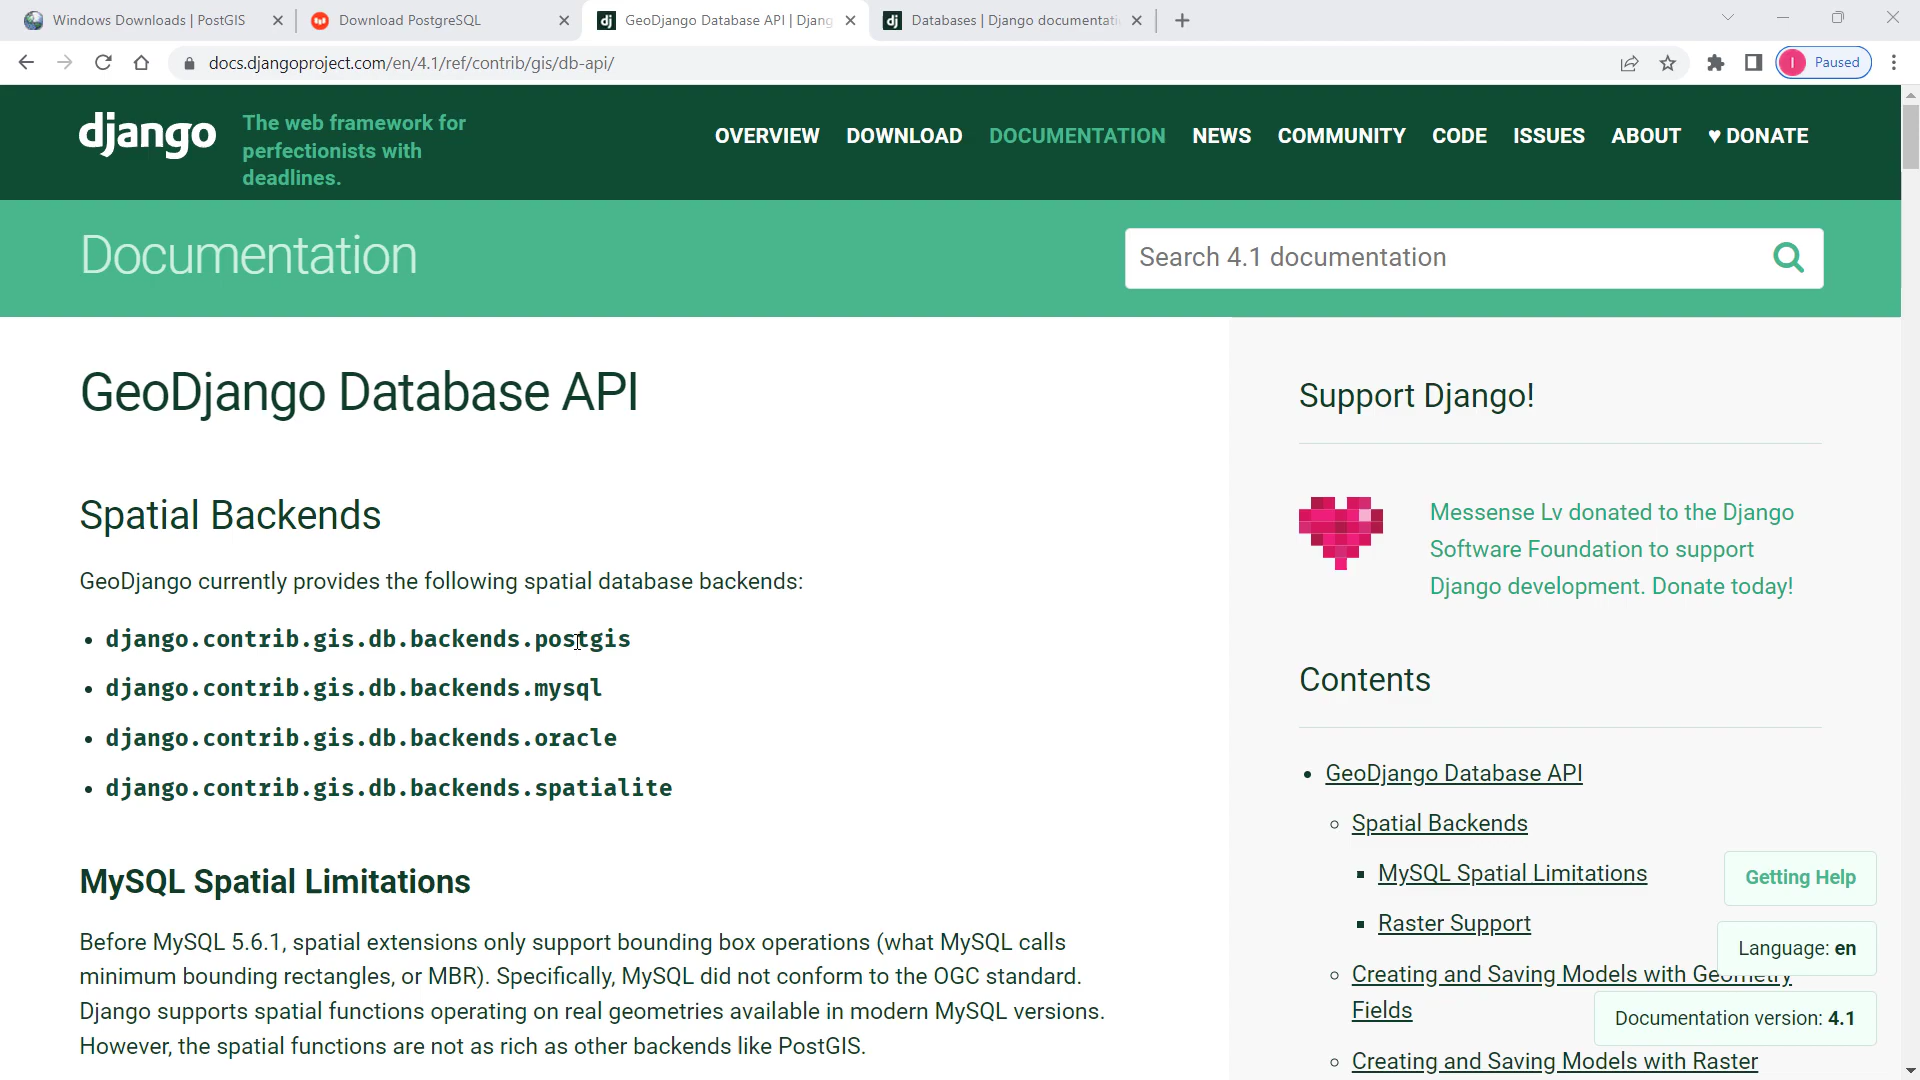 Windows Downloads | PostGIS
Download PostgreSQL
GeoDjango Database API | Djang
Databases | Django documentati
docs.djangoproject.com/en/4.1/ref/contrib/gis/db-api/
I
Paused
django
The web framework for
perfectionists with
deadlines.
OVERVIEW
DOWNLOAD
DOCUMENTATION
NEWS
COMMUNITY
CODE
ISSUES
ABOUT
♥ DONATE
Documentation
Search 4.1 documentation
GeoDjango Database API
Spatial Backends
GeoDjango currently provides the following spatial database backends:
• django.contrib.gis.db.backends.postgis
• django.contrib.gis.db.backends.mysql
• django.contrib.gis.db.backends.oracle
• django.contrib.gis.db.backends.spatialite
MySQL Spatial Limitations
Before MySQL 5.6.1, spatial extensions only support bounding box operations (what MySQL calls
minimum bounding rectangles, or MBR). Specifically, MySQL did not conform to the OGC standard.
Django supports spatial functions operating on real geometries available in modern MySQL versions.
However, the spatial functions are not as rich as other backends like PostGIS.
Support Django!
Messense Lv donated to the Django
Software Foundation to support
Django development. Donate today!
Contents
• GeoDjango Database API
Spatial Backends
MySQL Spatial Limitations
Raster Support
Creating and Saving Models with Geometry
Fields
Creating and Saving Models with Raster
Getting Help
Language: en
Documentation version: 4.1